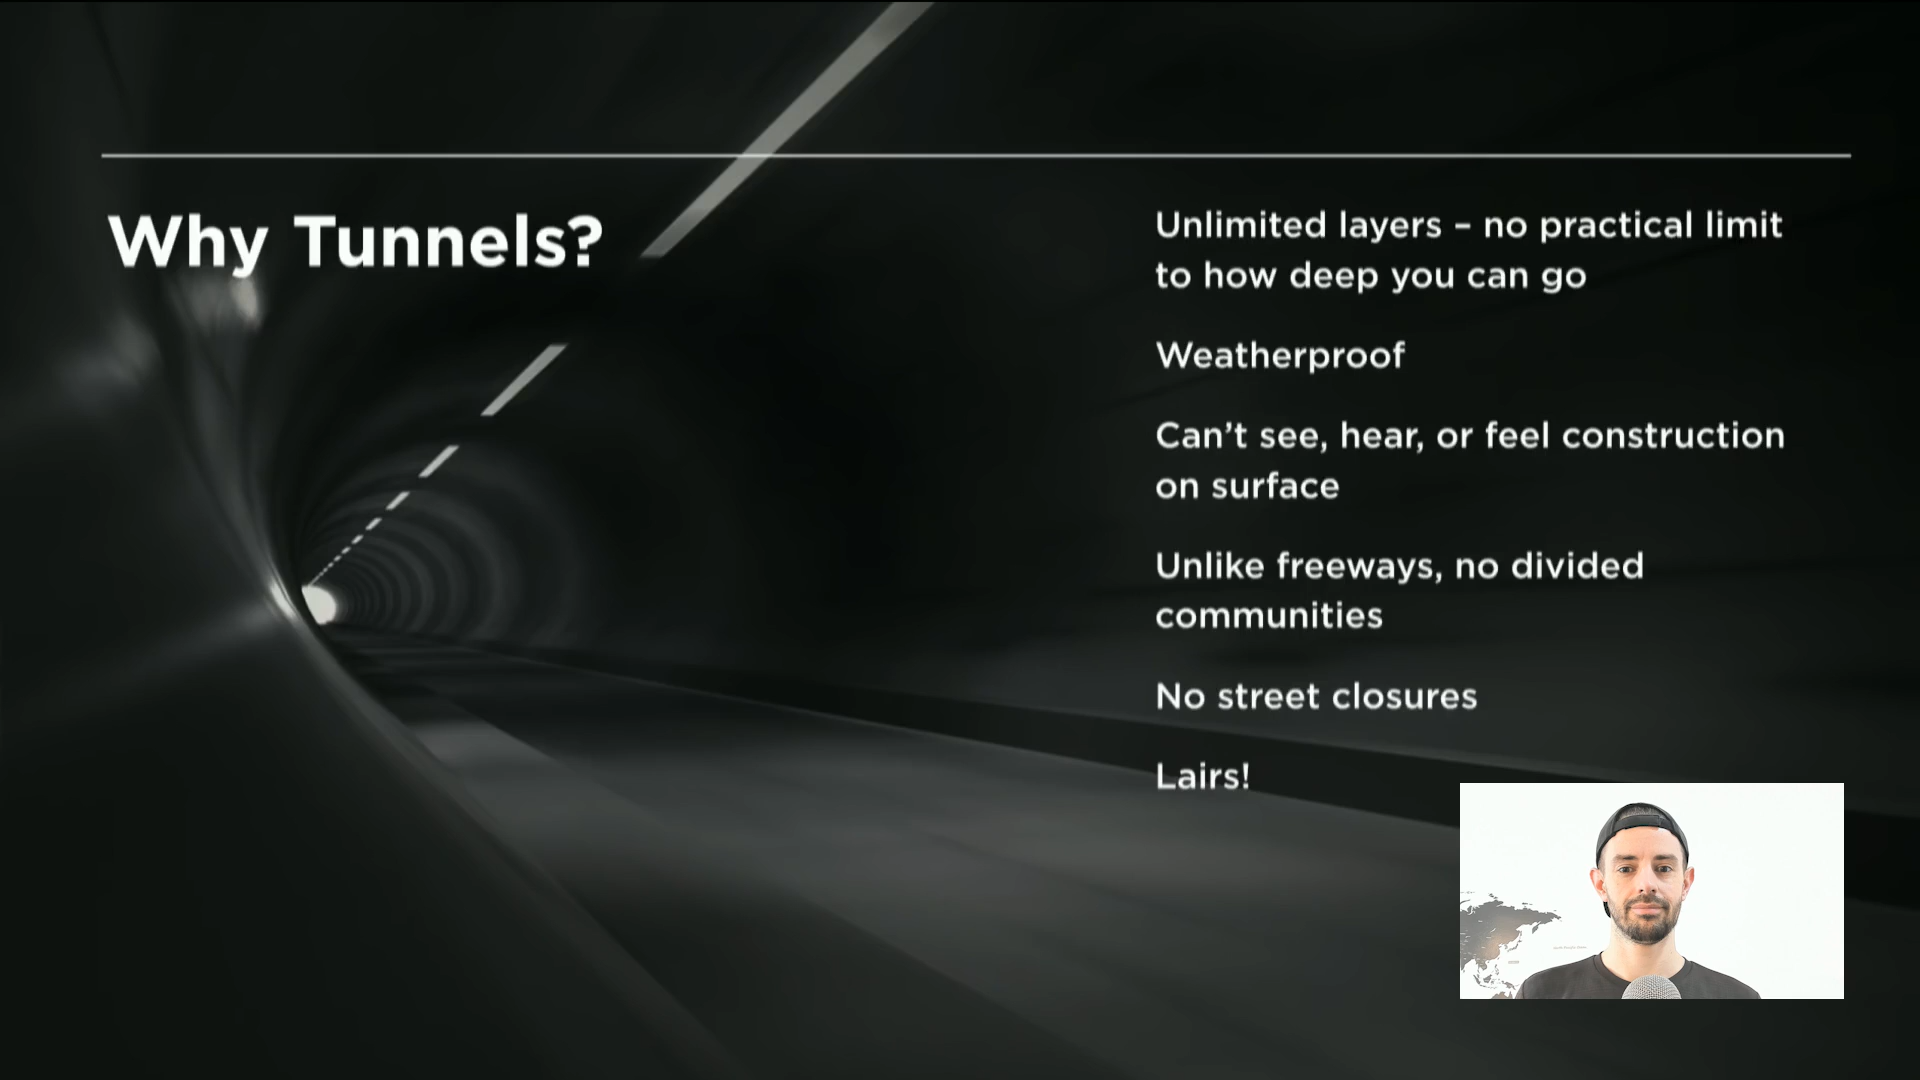 Why Tunnels?
Unlimited layers – no practical limit
to how deep you can go
Weatherproof
Can’t see, hear, or feel construction
on surface
Unlike freeways, no divided
communities
No street closures
Lairs!